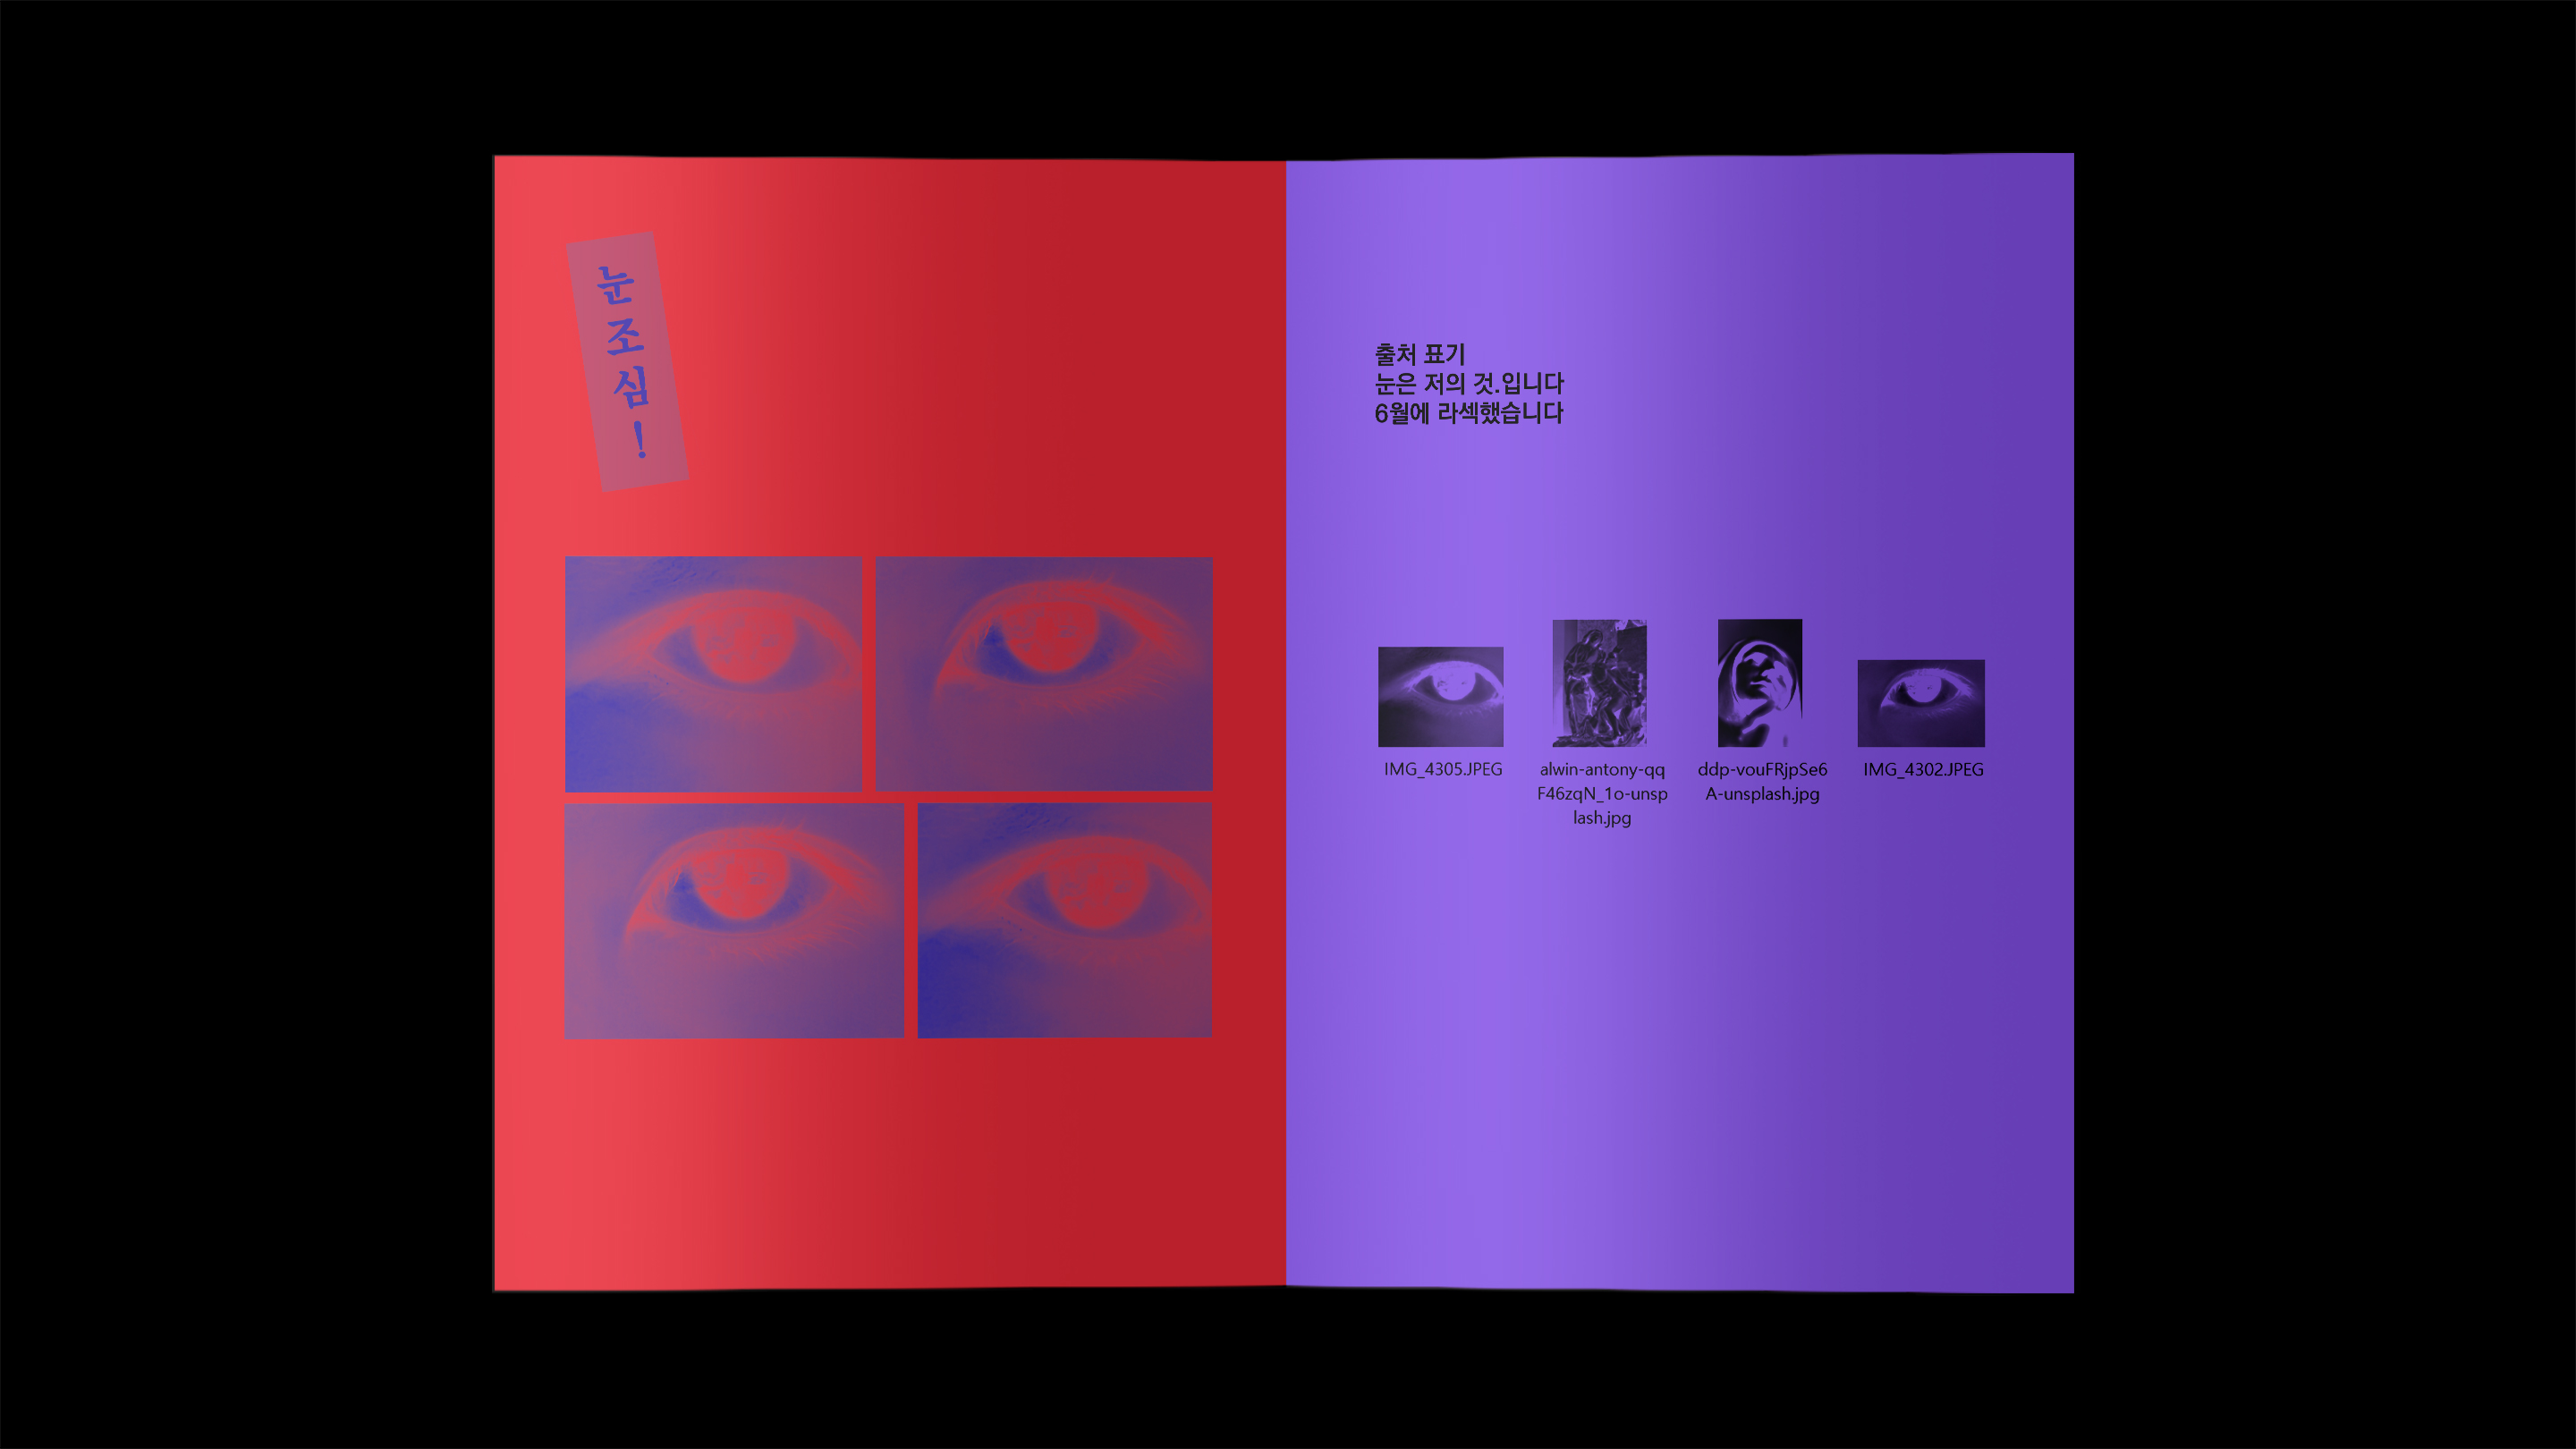 눈조심!
출처 표기
눈은 저의 것.입니다
6월에 라섹했습니다
IMG_4305.JPEG
alwin-antony-qq
F46zqN_1o-unsp
lash.jpg
ddp-vouFRjpSe6
A-unsplash.jpg
IMG_4302.JPEG